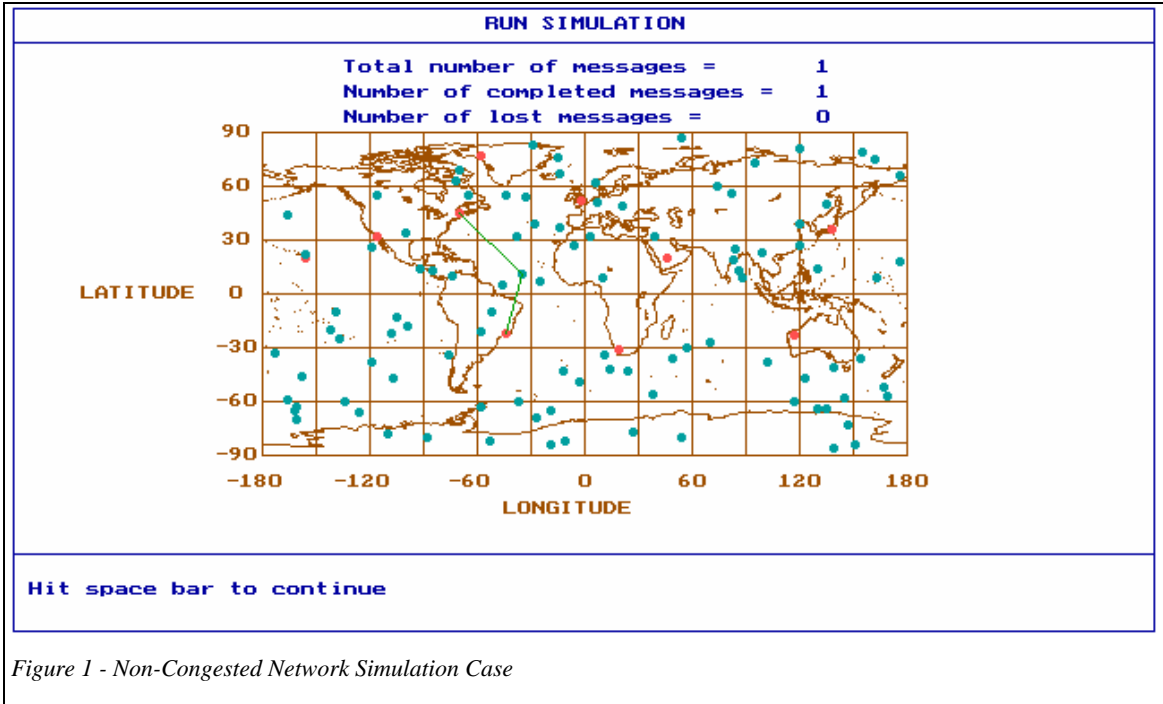 RUN SIMULATION
Total number of messages = 1
Number of completed messages = 1
Number of lost messages = 0
90
60
30
LATITUDE 0
-30
-60
-90
-180 -120 -60 0 60 120 180
LONGITUDE
Hit space bar to continue
Figure 1 - Non-Congested Network Simulation Case